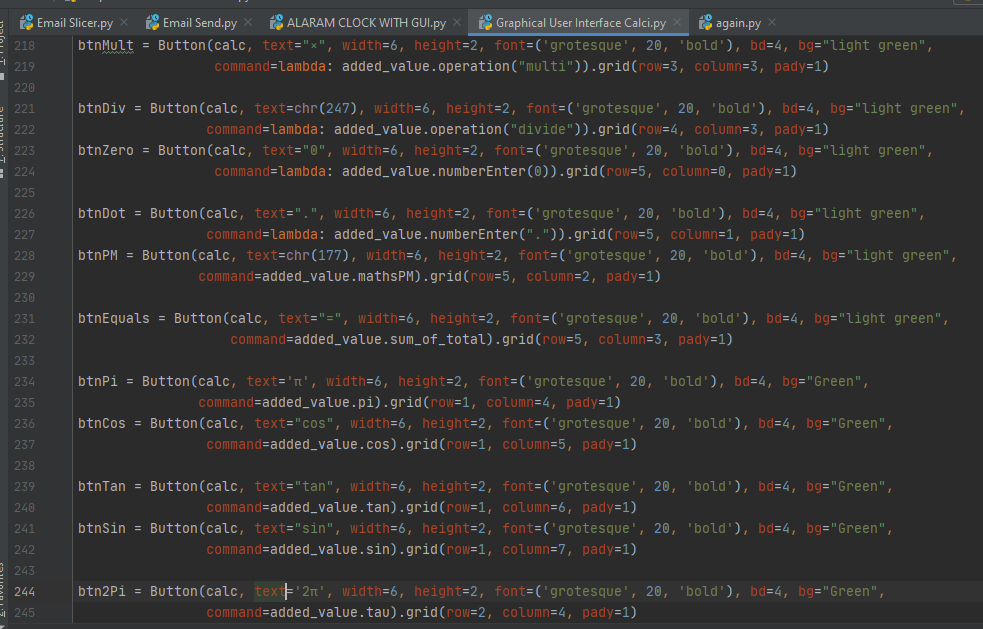 Email Slicer.py × Email Send.py × ALARAM CLOCK WITH GUI.py × Graphical User Interface Calci.py × again.py ×
218 btnMult = Button(calc, text="×", width=6, height=2, font=('grotesque', 20, 'bold'), bd=4, bg="light green",
219 command=lambda: added_value.operation("multi")).grid(row=3, column=3, pady=1)
220
221 btnDiv = Button(calc, text=chr(247), width=6, height=2, font=('grotesque', 20, 'bold'), bd=4, bg="light green",
222 command=lambda: added_value.operation("divide")).grid(row=4, column=3, pady=1)
223 btnZero = Button(calc, text="0", width=6, height=2, font=('grotesque', 20, 'bold'), bd=4, bg="light green",
224 command=lambda: added_value.numberEnter(0)).grid(row=5, column=0, pady=1)
225
226 btnDot = Button(calc, text=".", width=6, height=2, font=('grotesque', 20, 'bold'), bd=4, bg="light green",
227 command=lambda: added_value.numberEnter(".")).grid(row=5, column=1, pady=1)
228 btnPM = Button(calc, text=chr(177), width=6, height=2, font=('grotesque', 20, 'bold'), bd=4, bg="light green",
229 command=added_value.mathsPM).grid(row=5, column=2, pady=1)
230
231 btnEquals = Button(calc, text="=", width=6, height=2, font=('grotesque', 20, 'bold'), bd=4, bg="light green",
232 command=added_value.sum_of_total).grid(row=5, column=3, pady=1)
233
234 btnPi = Button(calc, text='π', width=6, height=2, font=('grotesque', 20, 'bold'), bd=4, bg="Green",
235 command=added_value.pi).grid(row=1, column=4, pady=1)
236 btnCos = Button(calc, text="cos", width=6, height=2, font=('grotesque', 20, 'bold'), bd=4, bg="Green",
237 command=added_value.cos).grid(row=1, column=5, pady=1)
238
239 btnTan = Button(calc, text="tan", width=6, height=2, font=('grotesque', 20, 'bold'), bd=4, bg="Green",
240 command=added_value.tan).grid(row=1, column=6, pady=1)
241 btnSin = Button(calc, text="sin", width=6, height=2, font=('grotesque', 20, 'bold'), bd=4, bg="Green",
242 command=added_value.sin).grid(row=1, column=7, pady=1)
243
244 btn2Pi = Button(calc, text='2π', width=6, height=2, font=('grotesque', 20, 'bold'), bd=4, bg="Green",
245 command=added_value.tau).grid(row=2, column=4, pady=1)